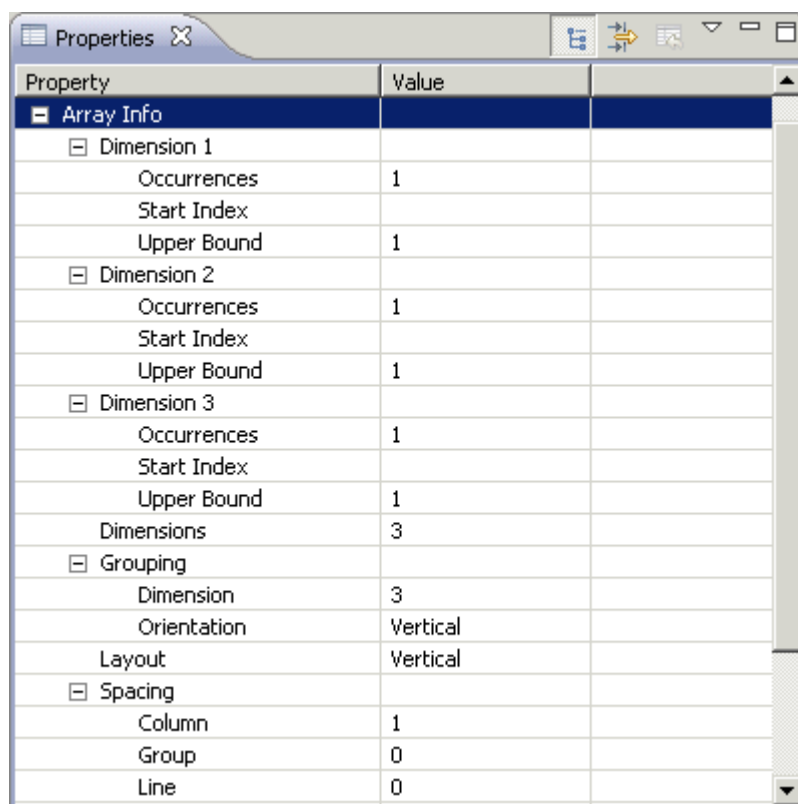 Properties
Property Value
Array Info
Dimension 1
Occurrences 1
Start Index
Upper Bound 1
Dimension 2
Occurrences 1
Start Index
Upper Bound 1
Dimension 3
Occurrences 1
Start Index
Upper Bound 1
Dimensions 3
Grouping
Dimension 3
Orientation Vertical
Layout Vertical
Spacing
Column 1
Group 0
Line 0